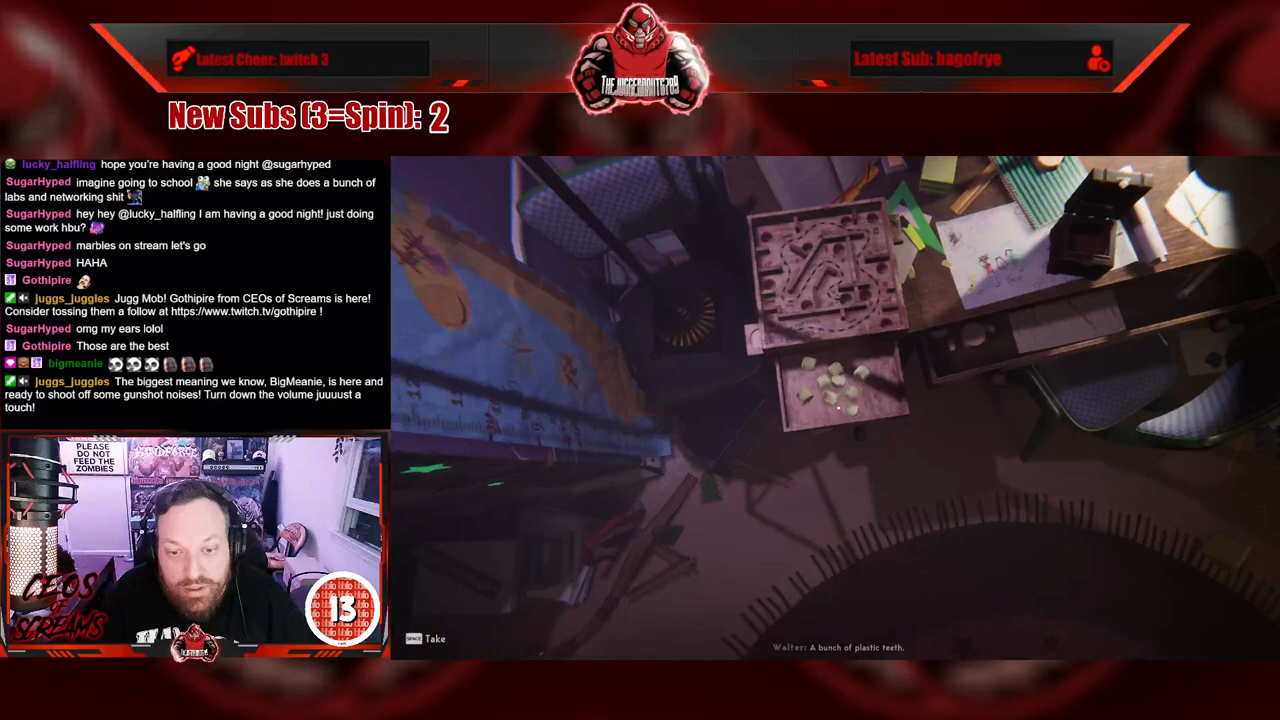 Latest Cheer: twitch 3
THEJUGGERNAUT6789
Latest Sub: bagofrye
New Subs (3=Spin): 2
lucky_halfling hope you're having a good night @sugarhyped
SugarHyped imagine going to school she says as she does a bunch of
labs and networking shit
SugarHyped hey hey @lucky_halfling I am having a good night! just doing
some work hbu?
SugarHyped marbles on stream let's go
SugarHyped HAHA
Gothipire
juggs_juggies Jugg Mob! Gothipire from CEOs of Screams is here!
Consider tossing them a follow at https://www.twitch.tv/gothipire !
SugarHyped omg my ears lolol
Gothipire Those are the best
bigmeanie
juggs_juggies The biggest meaning we know, BigMeanie, is here and
ready to shoot off some gunshot noises! Turn down the volume juuuust a
touch!
PLEASE
DO NOT
FEED THE
ZOMBIES
CEOS
OF
SCREAMS
13
SPACE Take
Walter: A bunch of plastic teeth.